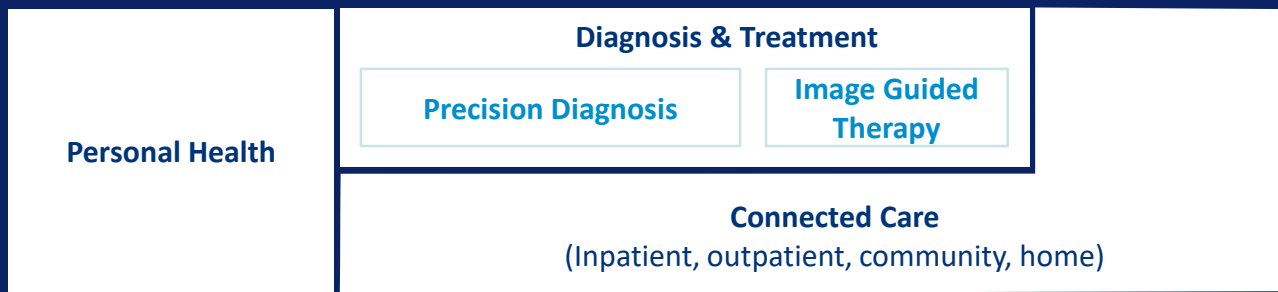 Personal Health
Diagnosis & Treatment
Precision Diagnosis
Image Guided
Therapy
Connected Care
(Inpatient, outpatient, community, home)